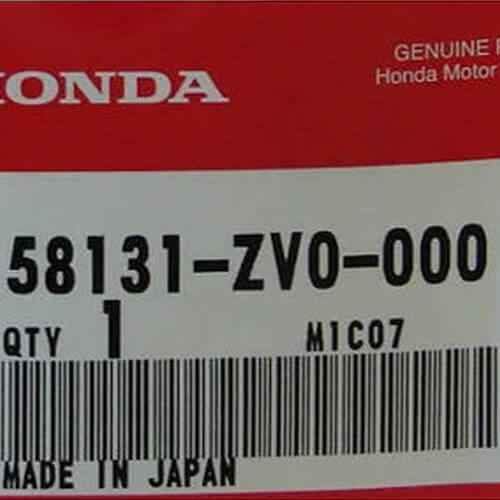 HONDA
GENUINE
Honda Motor
58131-ZV0-000
QTY 1 M1C07
MADE IN JAPAN